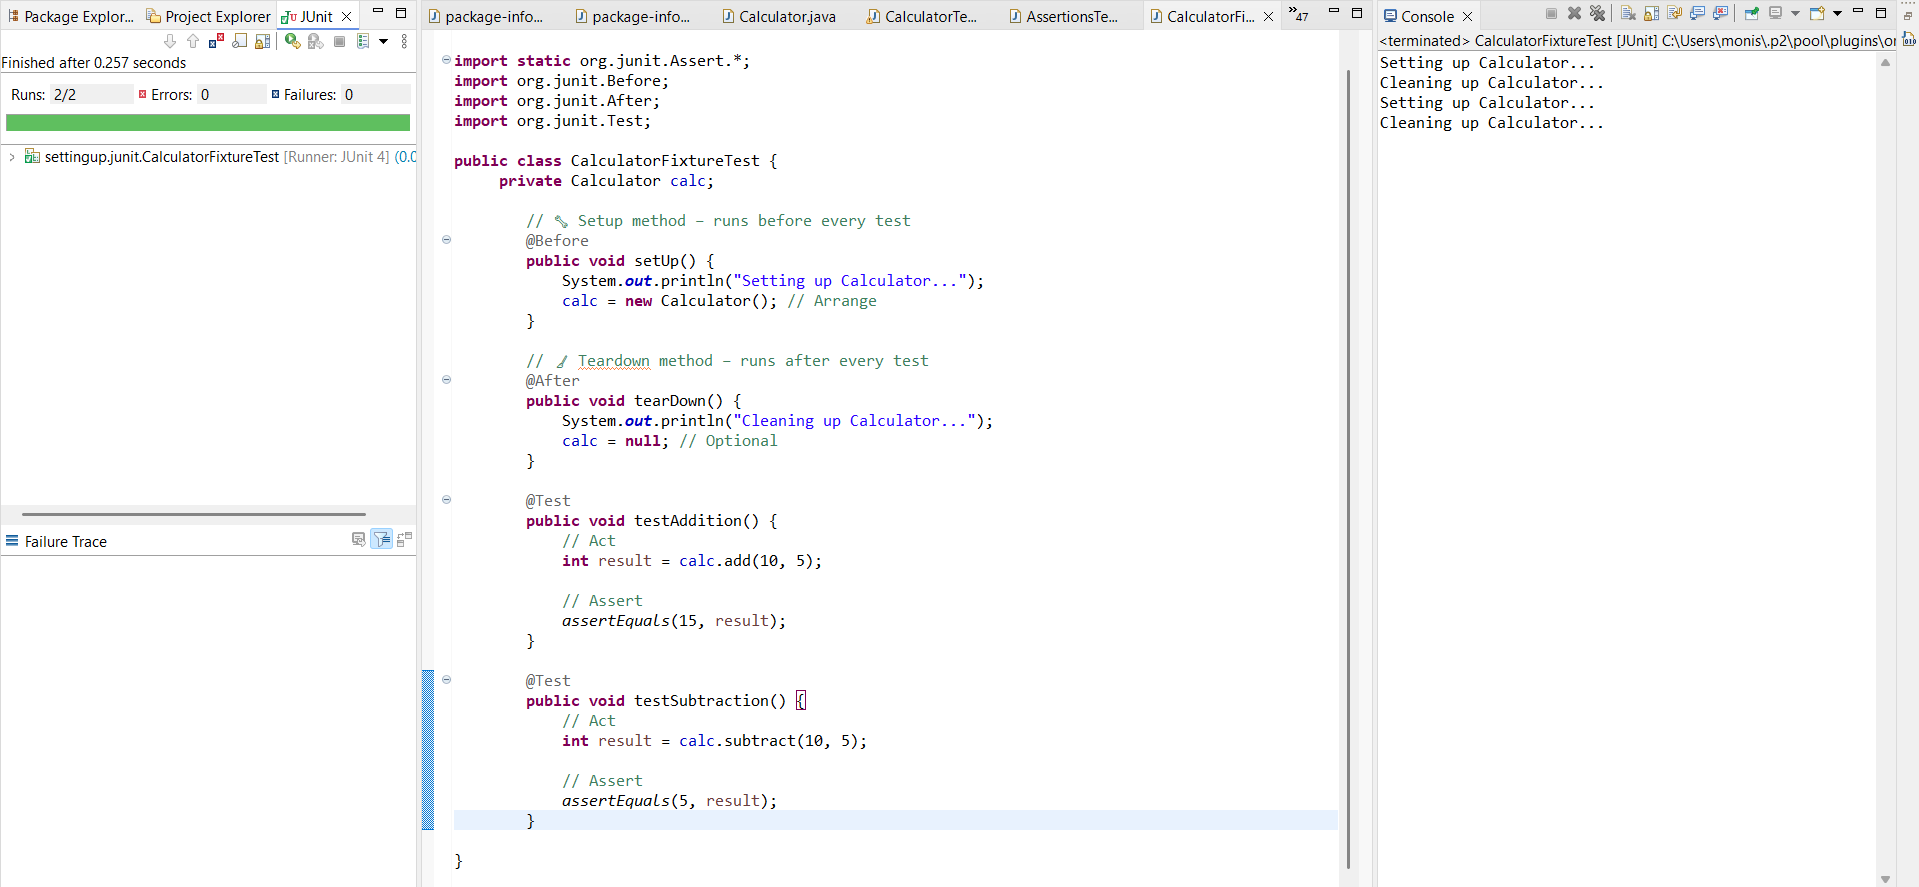 Package Explor...
Project Explorer
JUnit
Finished after 0.257 seconds
Runs: 2/2
Errors: 0
Failures: 0
settingup.junit.CalculatorFixtureTest [Runner: JUnit 4] (0.0
Failure Trace
package-info...
package-info...
Calculator.java
CalculatorTe...
AssertionsTe...
CalculatorFi...
»47
import static org.junit.Assert.*;
import org.junit.Before;
import org.junit.After;
import org.junit.Test;
public class CalculatorFixtureTest {
private Calculator calc;
// 🔧 Setup method – runs before every test
@Before
public void setUp() {
System.out.println("Setting up Calculator...");
calc = new Calculator(); // Arrange
}
// 🧹 Teardown method – runs after every test
@After
public void tearDown() {
System.out.println("Cleaning up Calculator...");
calc = null; // Optional
}
@Test
public void testAddition() {
// Act
int result = calc.add(10, 5);
// Assert
assertEquals(15, result);
}
@Test
public void testSubtraction() {
// Act
int result = calc.subtract(10, 5);
// Assert
assertEquals(5, result);
}
}
Console
<terminated> CalculatorFixtureTest [JUnit] C:\Users\monis\.p2\pool\plugins\or
Setting up Calculator...
Cleaning up Calculator...
Setting up Calculator...
Cleaning up Calculator...